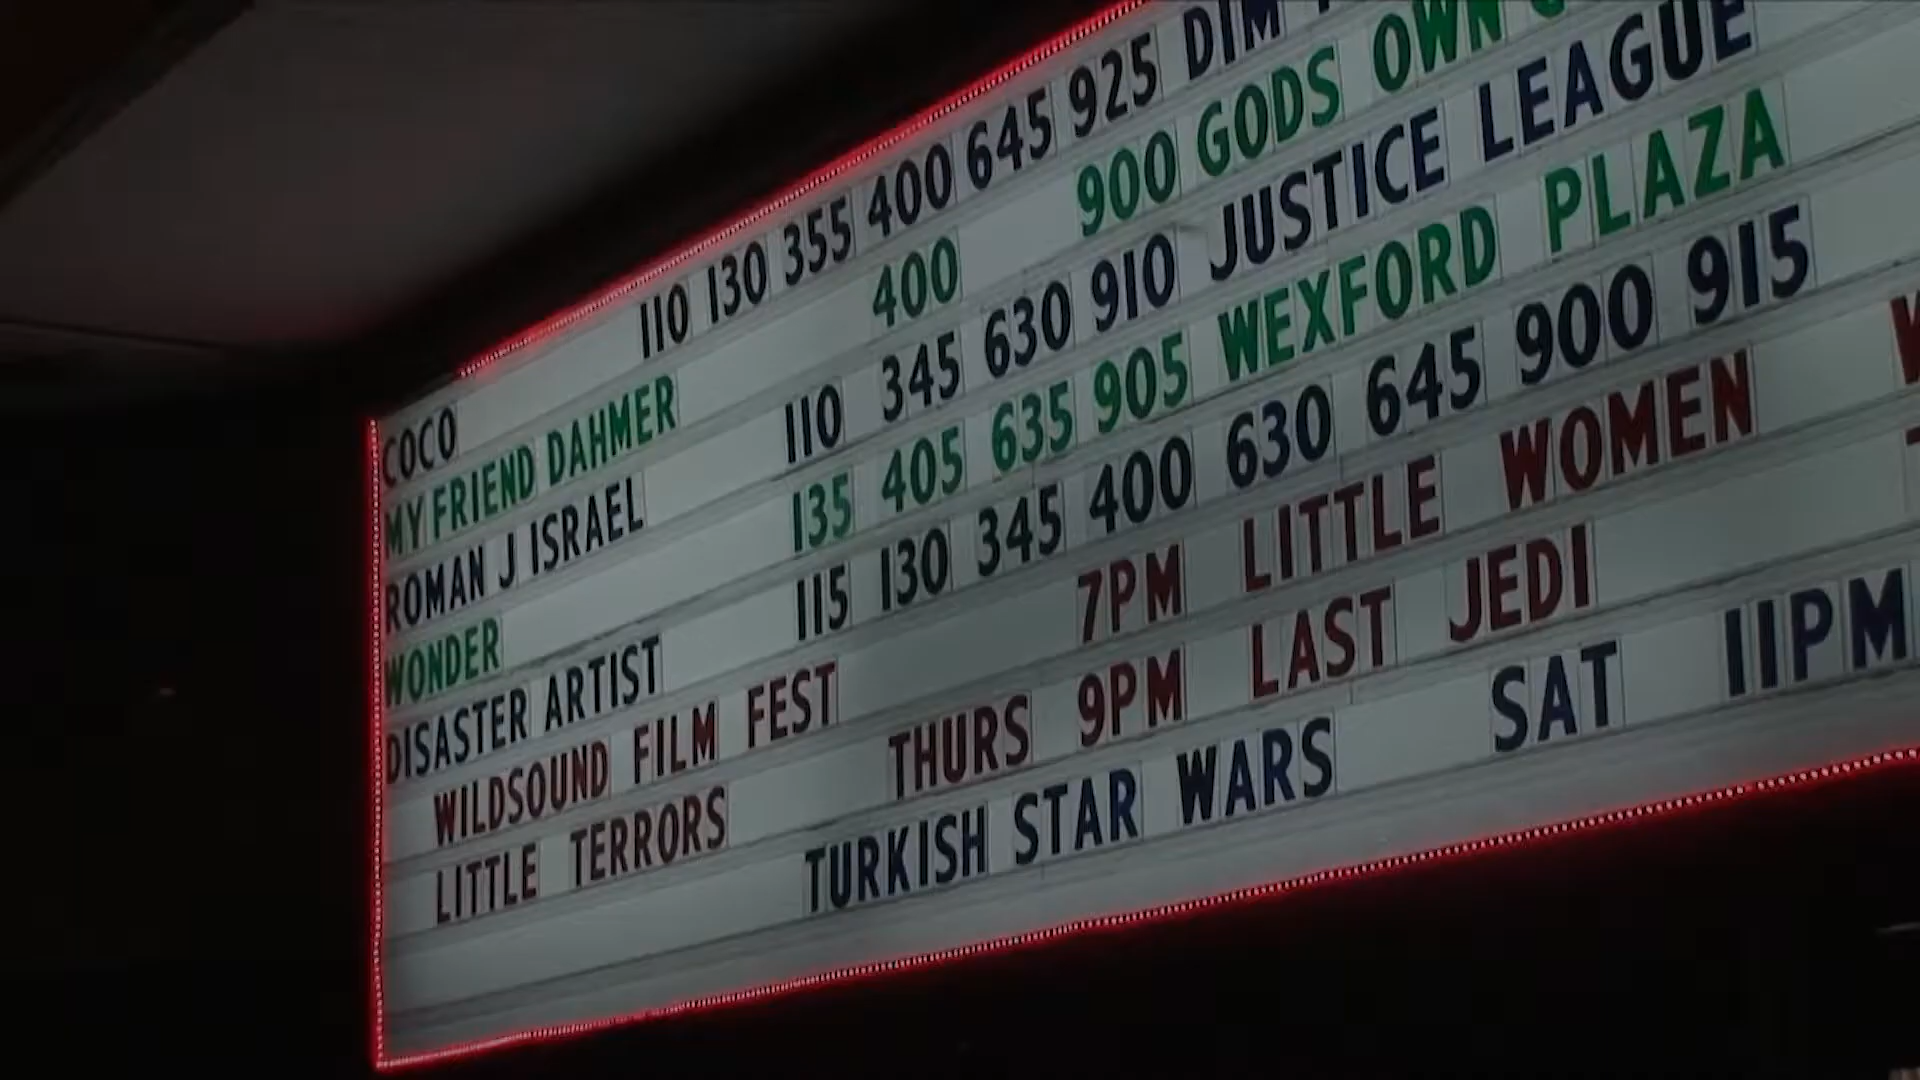 COCO 110 130 355 400 645 925 DIM
MY FRIEND DAHMER 400 900 GODS OWN
ROMAN J ISRAEL 110 345 630 910 JUSTICE LEAGUE
WONDER 135 405 635 905 WEXFORD PLAZA
DISASTER ARTIST 115 130 345 400 630 645 900 915
WILDSOUND FILM FEST 7PM LITTLE WOMEN
LITTLE TERRORS THURS 9PM LAST JEDI
TURKISH STAR WARS SAT 11PM